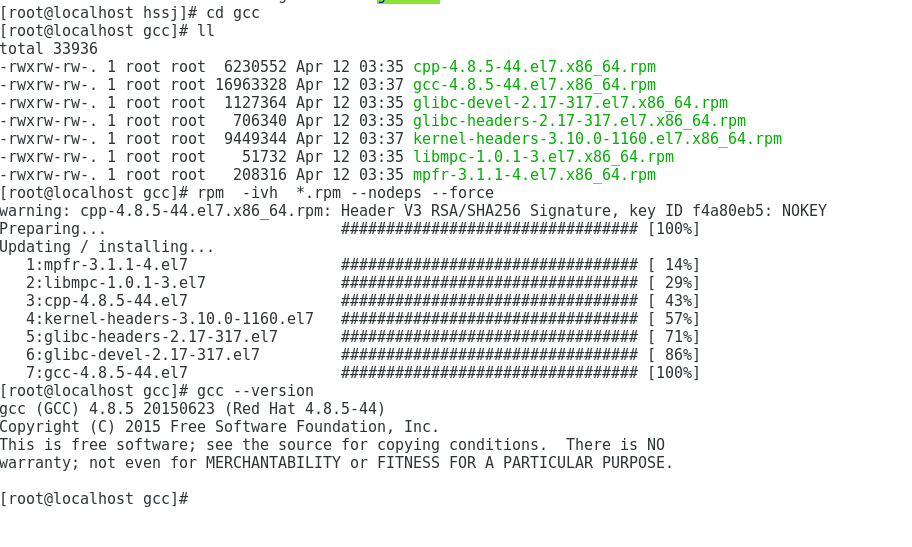 [root@localhost hssj]# cd gcc
[root@localhost gcc]# ll
total 33936
-rwxrw-rw-. 1 root root  6230552 Apr 12 03:35 cpp-4.8.5-44.el7.x86_64.rpm
-rwxrw-rw-. 1 root root 16963328 Apr 12 03:37 gcc-4.8.5-44.el7.x86_64.rpm
-rwxrw-rw-. 1 root root  1127364 Apr 12 03:35 glibc-devel-2.17-317.el7.x86_64.rpm
-rwxrw-rw-. 1 root root   706340 Apr 12 03:35 glibc-headers-2.17-317.el7.x86_64.rpm
-rwxrw-rw-. 1 root root  9449344 Apr 12 03:37 kernel-headers-3.10.0-1160.el7.x86_64.rpm
-rwxrw-rw-. 1 root root    51732 Apr 12 03:35 libmpc-1.0.1-3.el7.x86_64.rpm
-rwxrw-rw-. 1 root root   208316 Apr 12 03:35 mpfr-3.1.1-4.el7.x86_64.rpm
[root@localhost gcc]# rpm  -ivh  *.rpm --nodeps --force
warning: cpp-4.8.5-44.el7.x86_64.rpm: Header V3 RSA/SHA256 Signature, key ID f4a80eb5: NOKEY
Preparing...                          ################################# [100%]
Updating / installing...
   1:mpfr-3.1.1-4.el7                 ################################# [ 14%]
   2:libmpc-1.0.1-3.el7               ################################# [ 29%]
   3:cpp-4.8.5-44.el7                 ################################# [ 43%]
   4:kernel-headers-3.10.0-1160.el7   ################################# [ 57%]
   5:glibc-headers-2.17-317.el7       ################################# [ 71%]
   6:glibc-devel-2.17-317.el7         ################################# [ 86%]
   7:gcc-4.8.5-44.el7                 ################################# [100%]
[root@localhost gcc]# gcc --version
gcc (GCC) 4.8.5 20150623 (Red Hat 4.8.5-44)
Copyright (C) 2015 Free Software Foundation, Inc.
This is free software; see the source for copying conditions.  There is NO
warranty; not even for MERCHANTABILITY or FITNESS FOR A PARTICULAR PURPOSE.
[root@localhost gcc]#